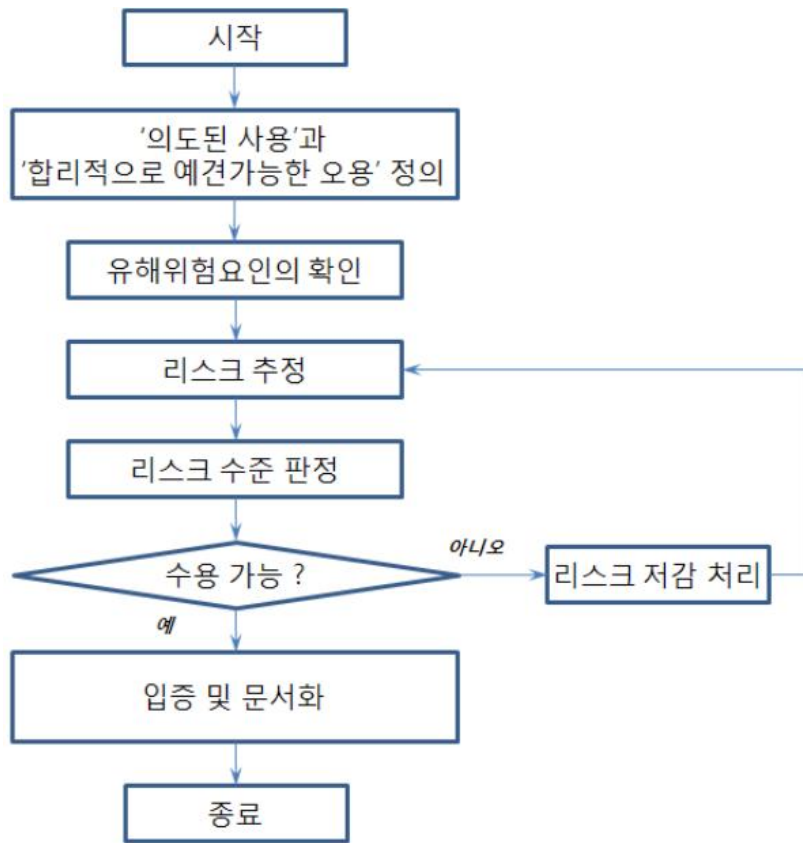 시작
'의도된 사용'과
'합리적으로 예견가능한 오용' 정의
유해위험요인의 확인
리스크 추정
리스크 수준 판정
수용 가능 ?
아니오
리스크 저감 처리
예
입증 및 문서화
종료